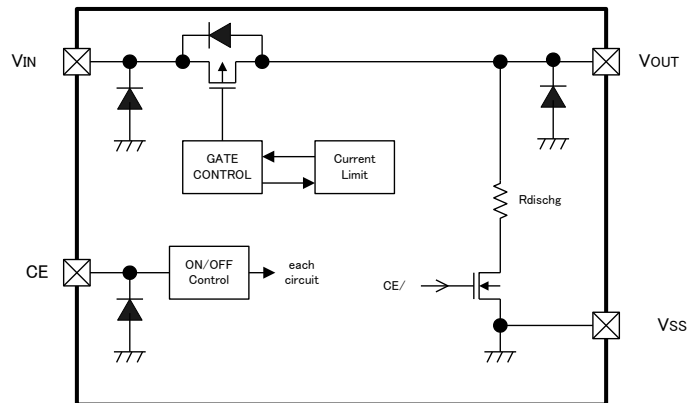 VIN
VOUT
GATE
CONTROL
Current
Limit
Rdischg
CE
ON/OFF
Control
each
circuit
CE/
VSS